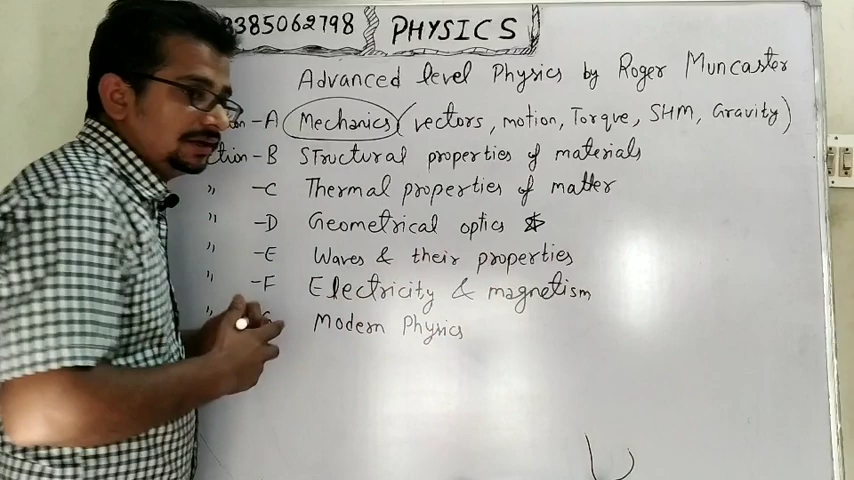 8385062798 PHYSICS
Advanced level Physics by Roger Muncaster
-A Mechanics (vectors, motion, Torque, SHM, Gravity)
-B Structural properties of materials
" -C Thermal properties of matter
" -D Geometrical optics
" -E Waves & their properties
" -F Electricity & magnetism
" Modern Physics